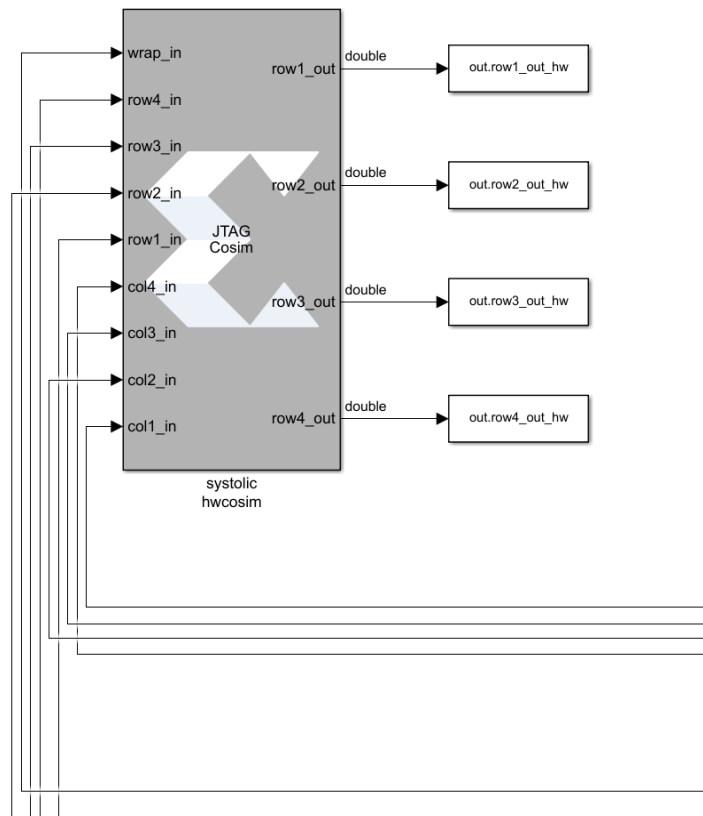 wrap_in
row4_in
row3_in
row2_in
row1_in
col4_in
col3_in
col2_in
col1_in
JTAG
Cosim
row1_out
row2_out
row3_out
row4_out
double
double
double
double
out.row1_out_hw
out.row2_out_hw
out.row3_out_hw
out.row4_out_hw
systolic
hwcosim